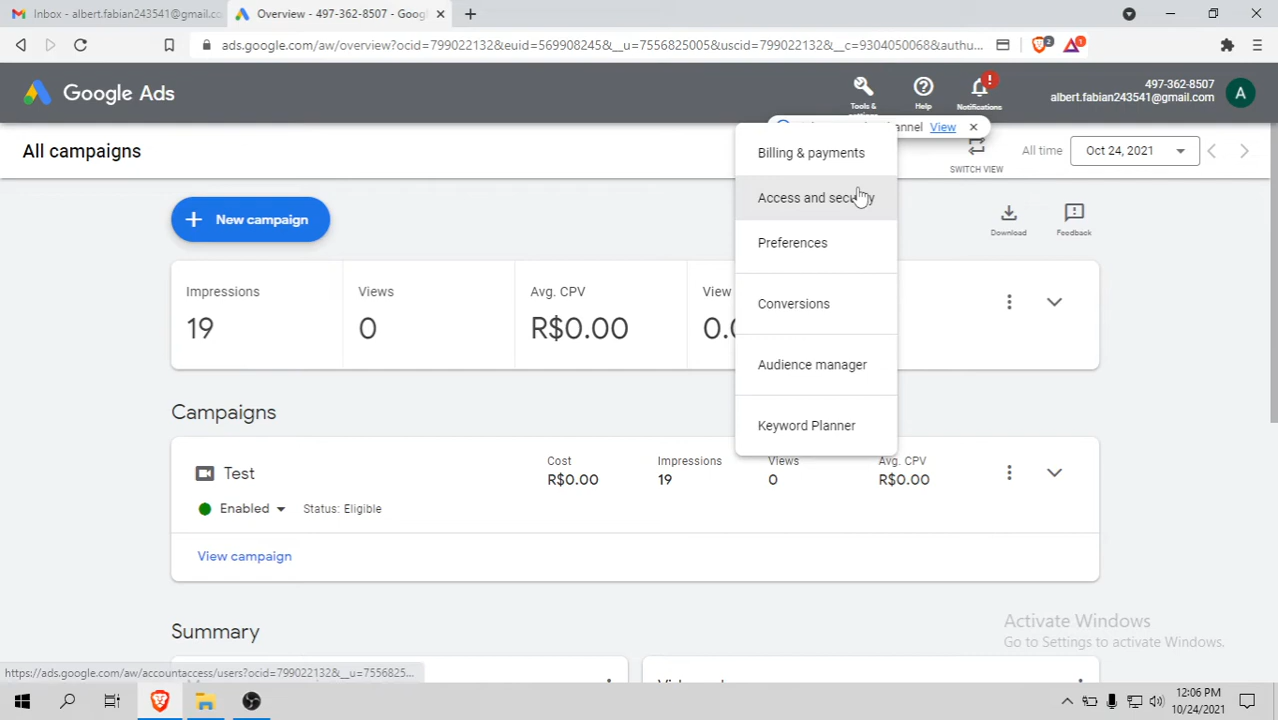 Inbox - albert.fabian243541@gmail.co
Overview - 497-362-8507 - Goog
ads.google.com/aw/overview?ocid=799022132&euid=569908245&__u=7556825005&uscid=799022132&__c=9304050068&authu...
2
1
Google Ads
Tools &
Help
Notifications
497-362-8507
albert.fabian243541@gmail.com
A
annel View
All campaigns
SWITCH VIEW
All time
Oct 24, 2021
Billing & payments
Access and security
Preferences
Conversions
Audience manager
Keyword Planner
New campaign
Download
Feedback
Impressions
19
Views
0
Avg. CPV
R$0.00
View
0.0
Campaigns
Test
Cost
R$0.00
Impressions
19
Views
0
Avg. CPV
R$0.00
Enabled
Status: Eligible
View campaign
Summary
Activate Windows
Go to Settings to activate Windows.
https://ads.google.com/aw/accountaccess/users?ocid=799022132&__u=7556825...
12:06 PM
10/24/2021